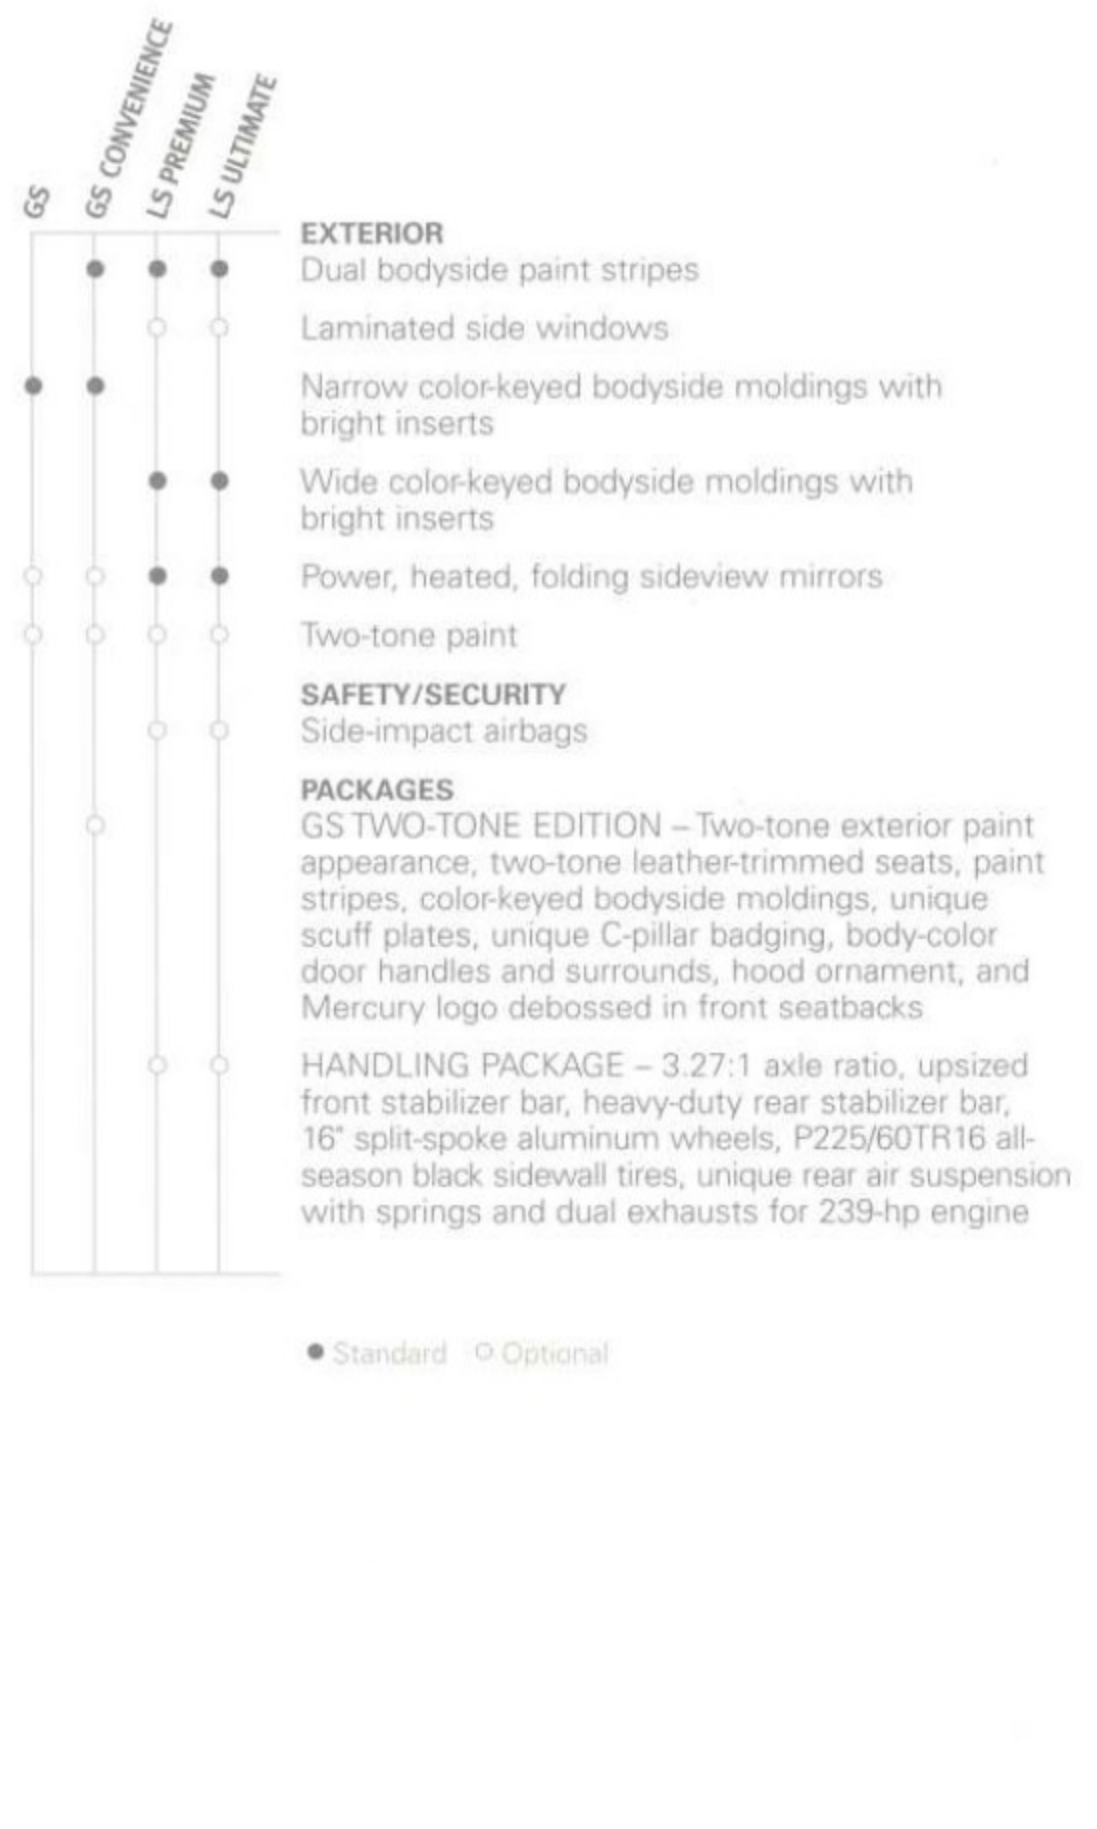 GS
GS CONVENIENCE
LS PREMIUM
LS ULTIMATE
EXTERIOR
Dual bodyside paint stripes
Laminated side windows
Narrow color-keyed bodyside moldings with
bright inserts
Wide color-keyed bodyside moldings with
bright inserts
Power, heated, folding sideview mirrors
Two-tone paint
SAFETY/SECURITY
Side-impact airbags
PACKAGES
GS TWO-TONE EDITION – Two-tone exterior paint
appearance, two-tone leather-trimmed seats, paint
stripes, color-keyed bodyside moldings, unique
scuff plates, unique C-pillar badging, body-color
door handles and surrounds, hood ornament, and
Mercury logo debossed in front seatbacks
HANDLING PACKAGE – 3.27:1 axle ratio, upsized
front stabilizer bar, heavy-duty rear stabilizer bar,
16" split-spoke aluminum wheels, P225/60TR16 all-
season black sidewall tires, unique rear air suspension
with springs and dual exhausts for 239-hp engine
● Standard ○ Optional